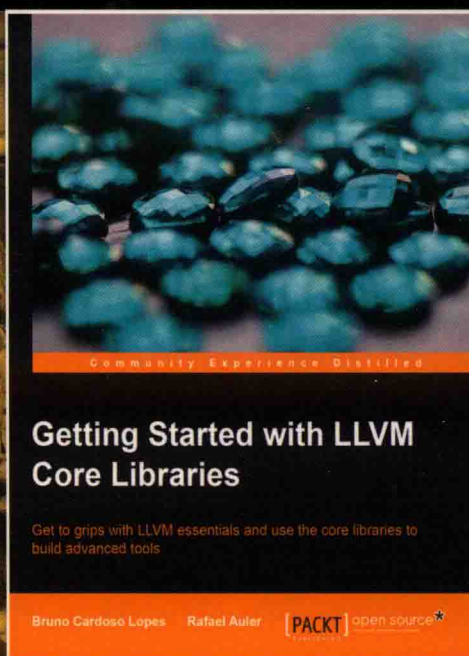 Community Experience Distilled
Getting Started with LLVM
Core Libraries
Get to grips with LLVM essentials and use the core libraries to
build advanced tools
Bruno Cardoso Lopes Rafael Auler [PACKT] open source*